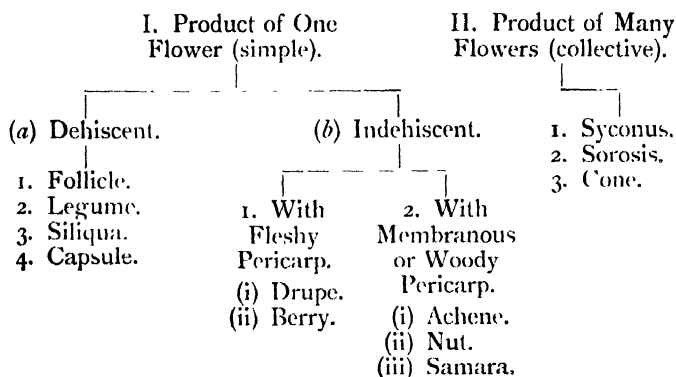 I. Product of One
Flower (simple).
II. Product of Many
Flowers (collective).
(a) Dehiscent.
1. Follicle.
2. Legume.
3. Siliqua.
4. Capsule.
(b) Indehiscent.
1. With
Fleshy
Pericarp.
(i) Drupe.
(ii) Berry.
2. With
Membranous
or Woody
Pericarp.
(i) Achene.
(ii) Nut.
(iii) Samara.
1. Syconus.
2. Sorosis.
3. Cone.